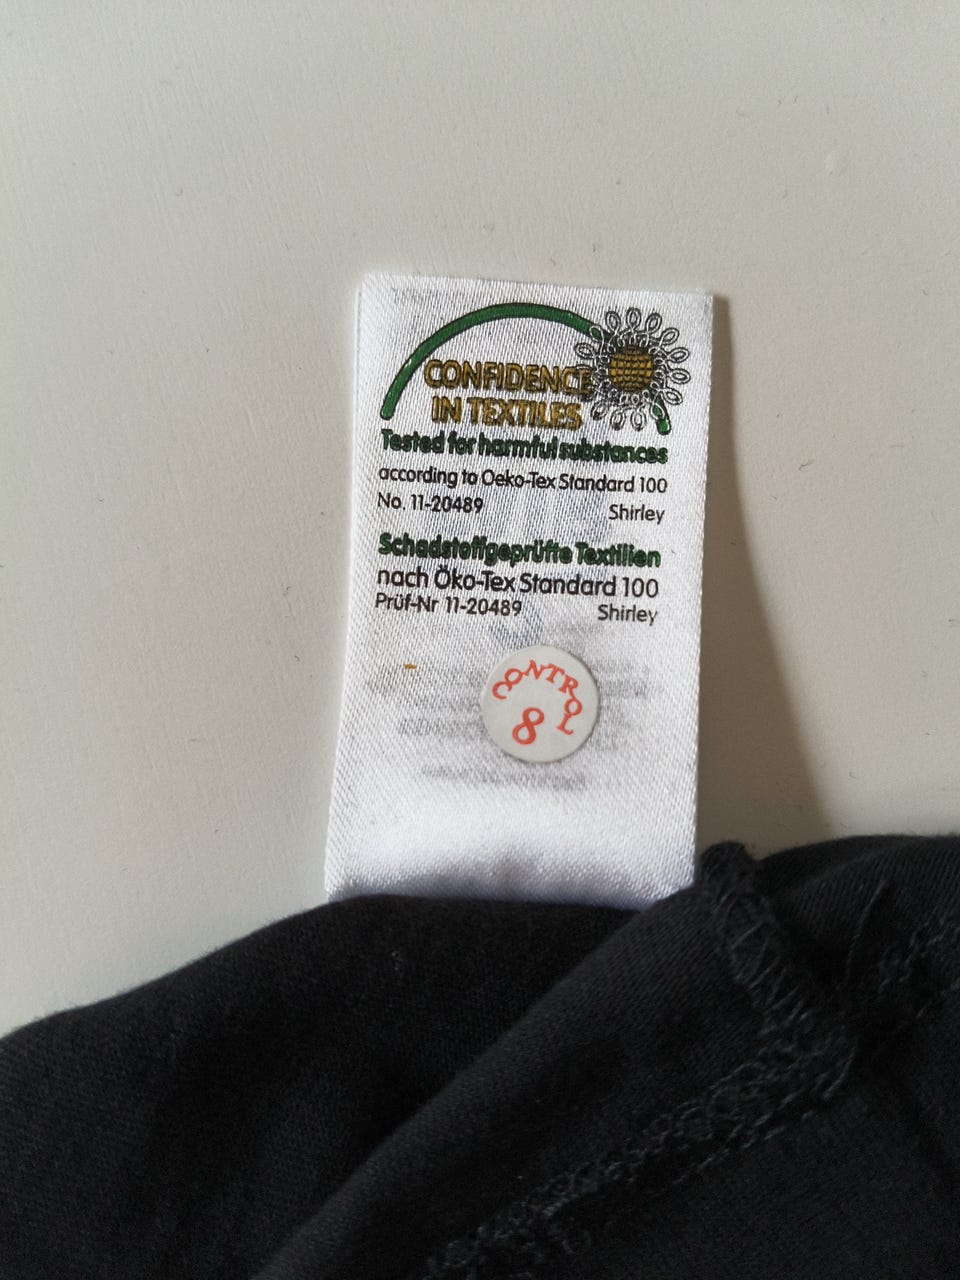 CONFIDENCE
IN TEXTILES
Tested for harmful substances
according to Oeko-Tex Standard 100
No. 11-20489 Shirley
Schadstoffgeprüfte Textilien
nach Öko-Tex Standard 100
Prüf-Nr 11-20489 Shirley
CONTROL
8